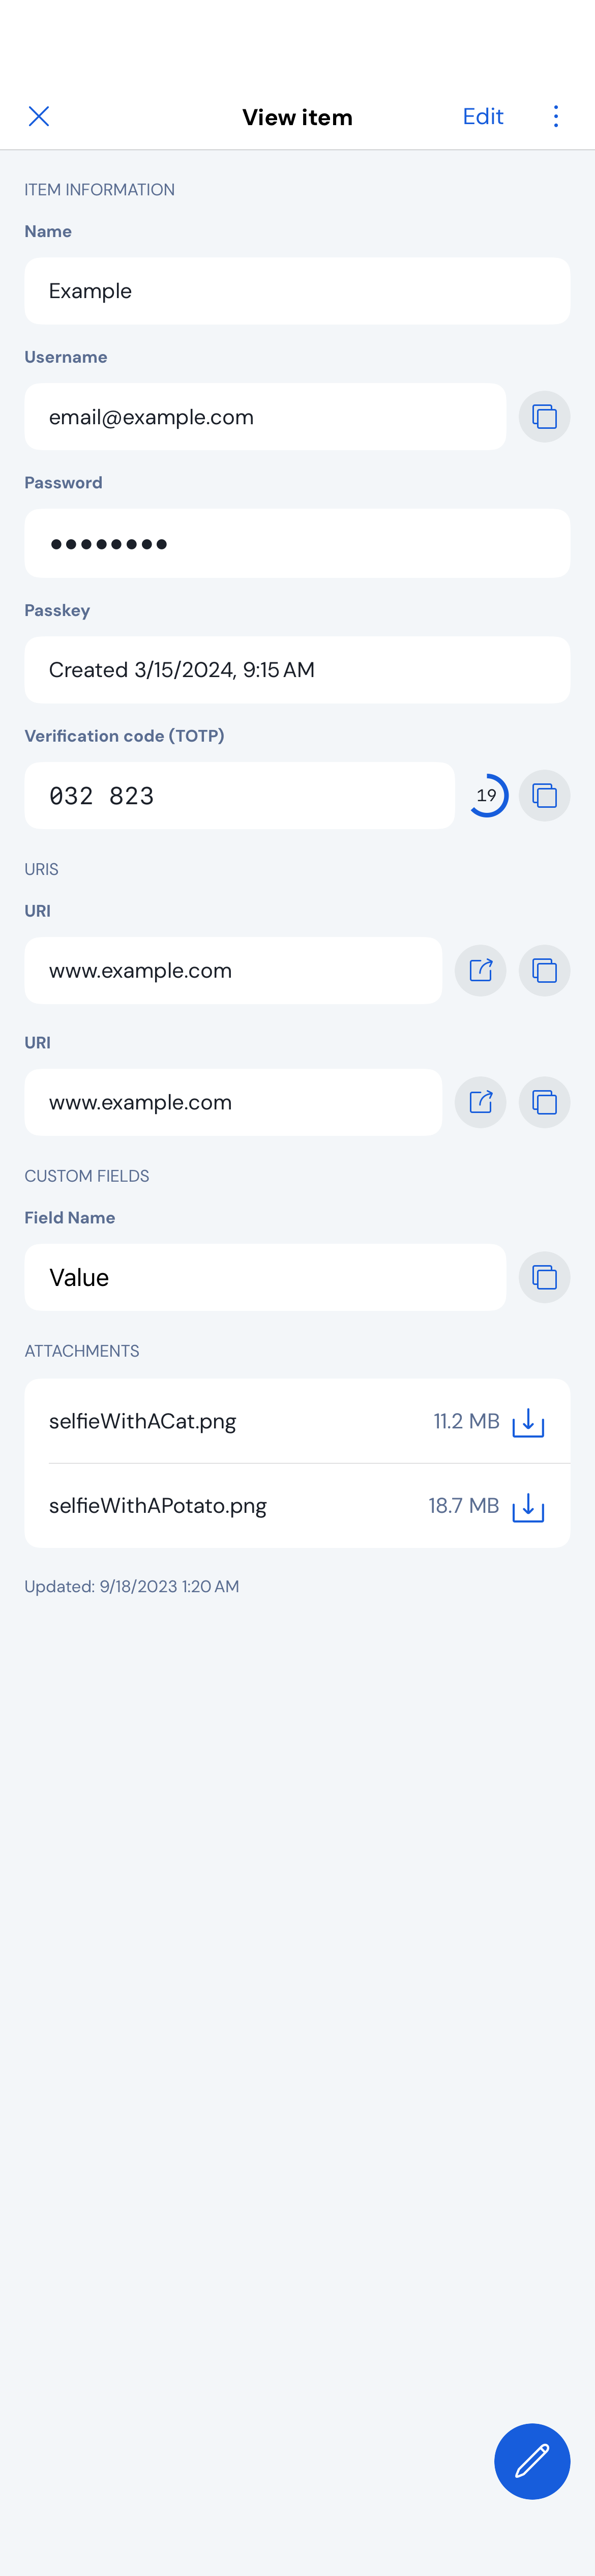 View item
Edit
ITEM INFORMATION
Name
Example
Username
email@example.com
Password
••••••••
Passkey
Created 3/15/2024, 9:15 AM
Verification code (TOTP)
032 823
19
URIS
URI
www.example.com
URI
www.example.com
CUSTOM FIELDS
Field Name
Value
ATTACHMENTS
selfieWithACat.png 11.2 MB
selfieWithAPotato.png 18.7 MB
Updated: 9/18/2023 1:20 AM